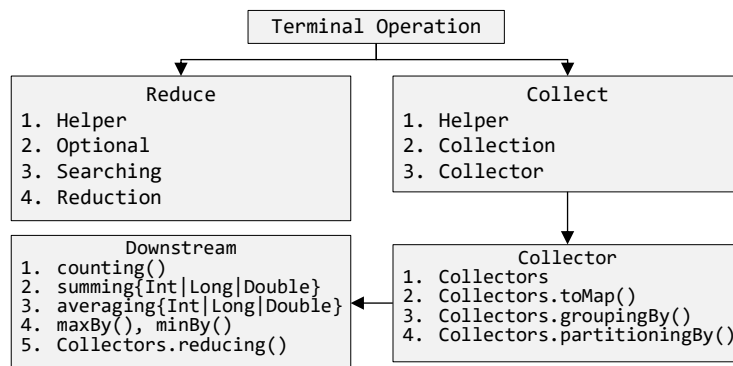 Terminal Operation
Reduce
1. Helper
2. Optional
3. Searching
4. Reduction
Collect
1. Helper
2. Collection
3. Collector
Downstream
1. counting()
2. summing{Int|Long|Double}
3. averaging{Int|Long|Double}
4. maxBy(), minBy()
5. Collectors.reducing()
Collector
1. Collectors
2. Collectors.toMap()
3. Collectors.groupingBy()
4. Collectors.partitioningBy()